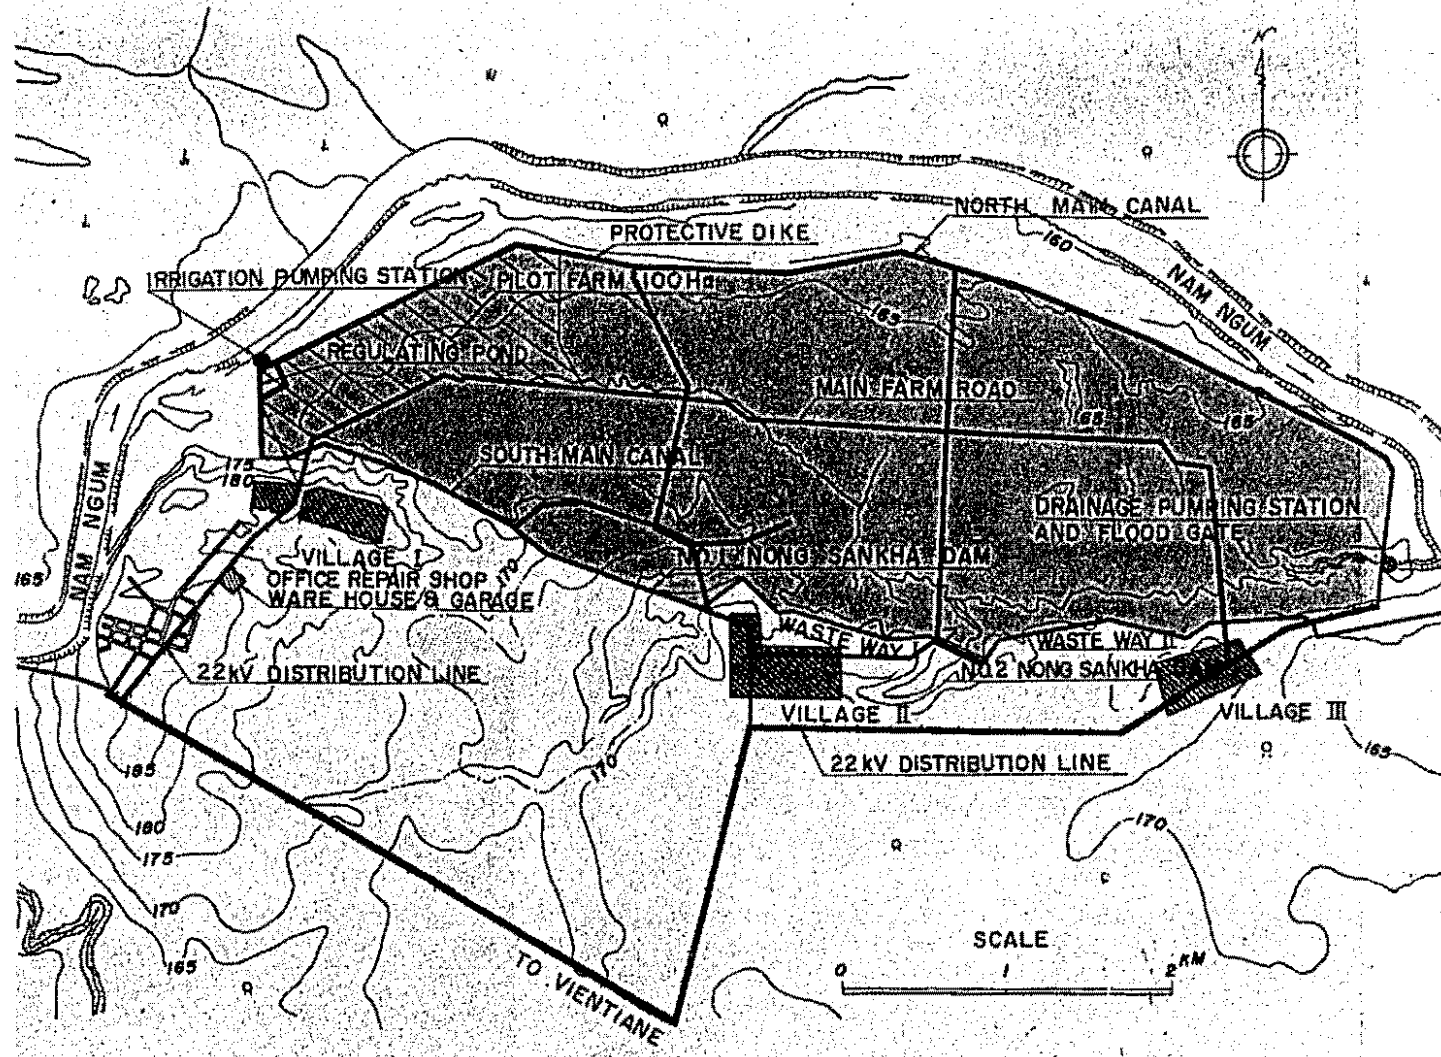 N
NORTH MAIN CANAL
PROTECTIVE DIKE
160
IRRIGATION PUMPING STATION
PILOT FARM 100Ha
NAM NGUM
165
REGULATING POND
MAIN FARM ROAD
165
165
SOUTH MAIN CANAL
175
180
NAM NGUM
DRAINAGE PUMPING STATION
AND FLOOD GATE
NO.1 NONG SANKHA DAM
VILLAGE I
170
165
OFFICE REPAIR SHOP
WARE HOUSE & GARAGE
WASTE WAY I
WASTE WAY II
22kV DISTRIBUTION LINE
NO.2 NONG SANKHA DAM
VILLAGE II
VILLAGE III
165
22kV DISTRIBUTION LINE
170
185
180
175
170
170
165
SCALE
0 1 2 KM
TO VIENTIANE